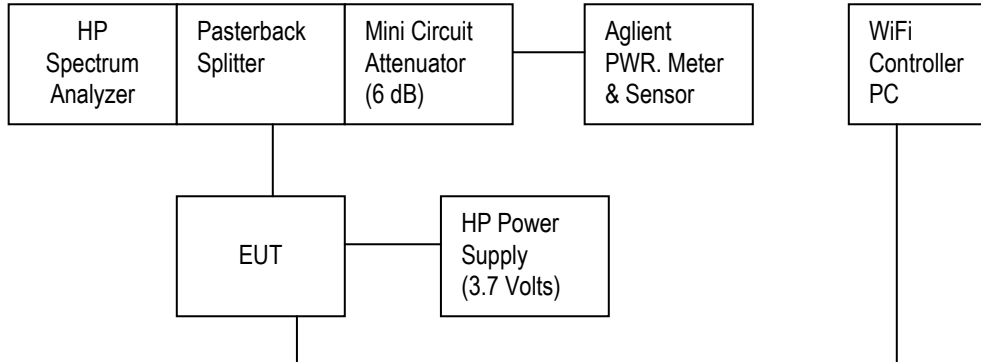 HP
Spectrum
Analyzer
Pasterback
Splitter
Mini Circuit
Attenuator
(6 dB)
Aglient
PWR. Meter
& Sensor
WiFi
Controller
PC
EUT
HP Power
Supply
(3.7 Volts)